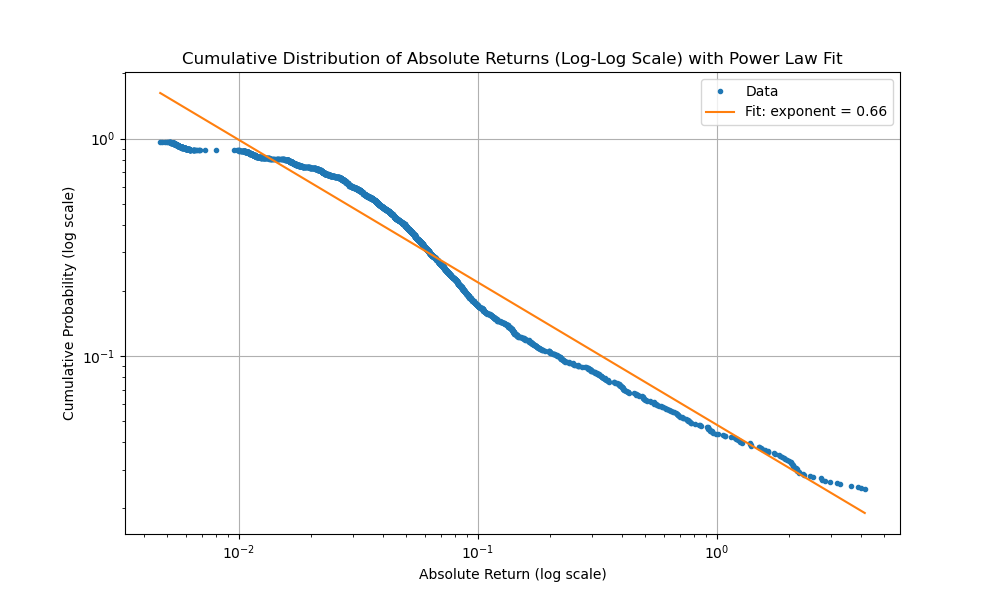 Cumulative Distribution of Absolute Returns (Log-Log Scale) with Power Law Fit
Data
Fit: exponent = 0.66
Cumulative Probability (log scale)
10⁰
10⁻¹
10⁻²
10⁻¹
10⁰
Absolute Return (log scale)